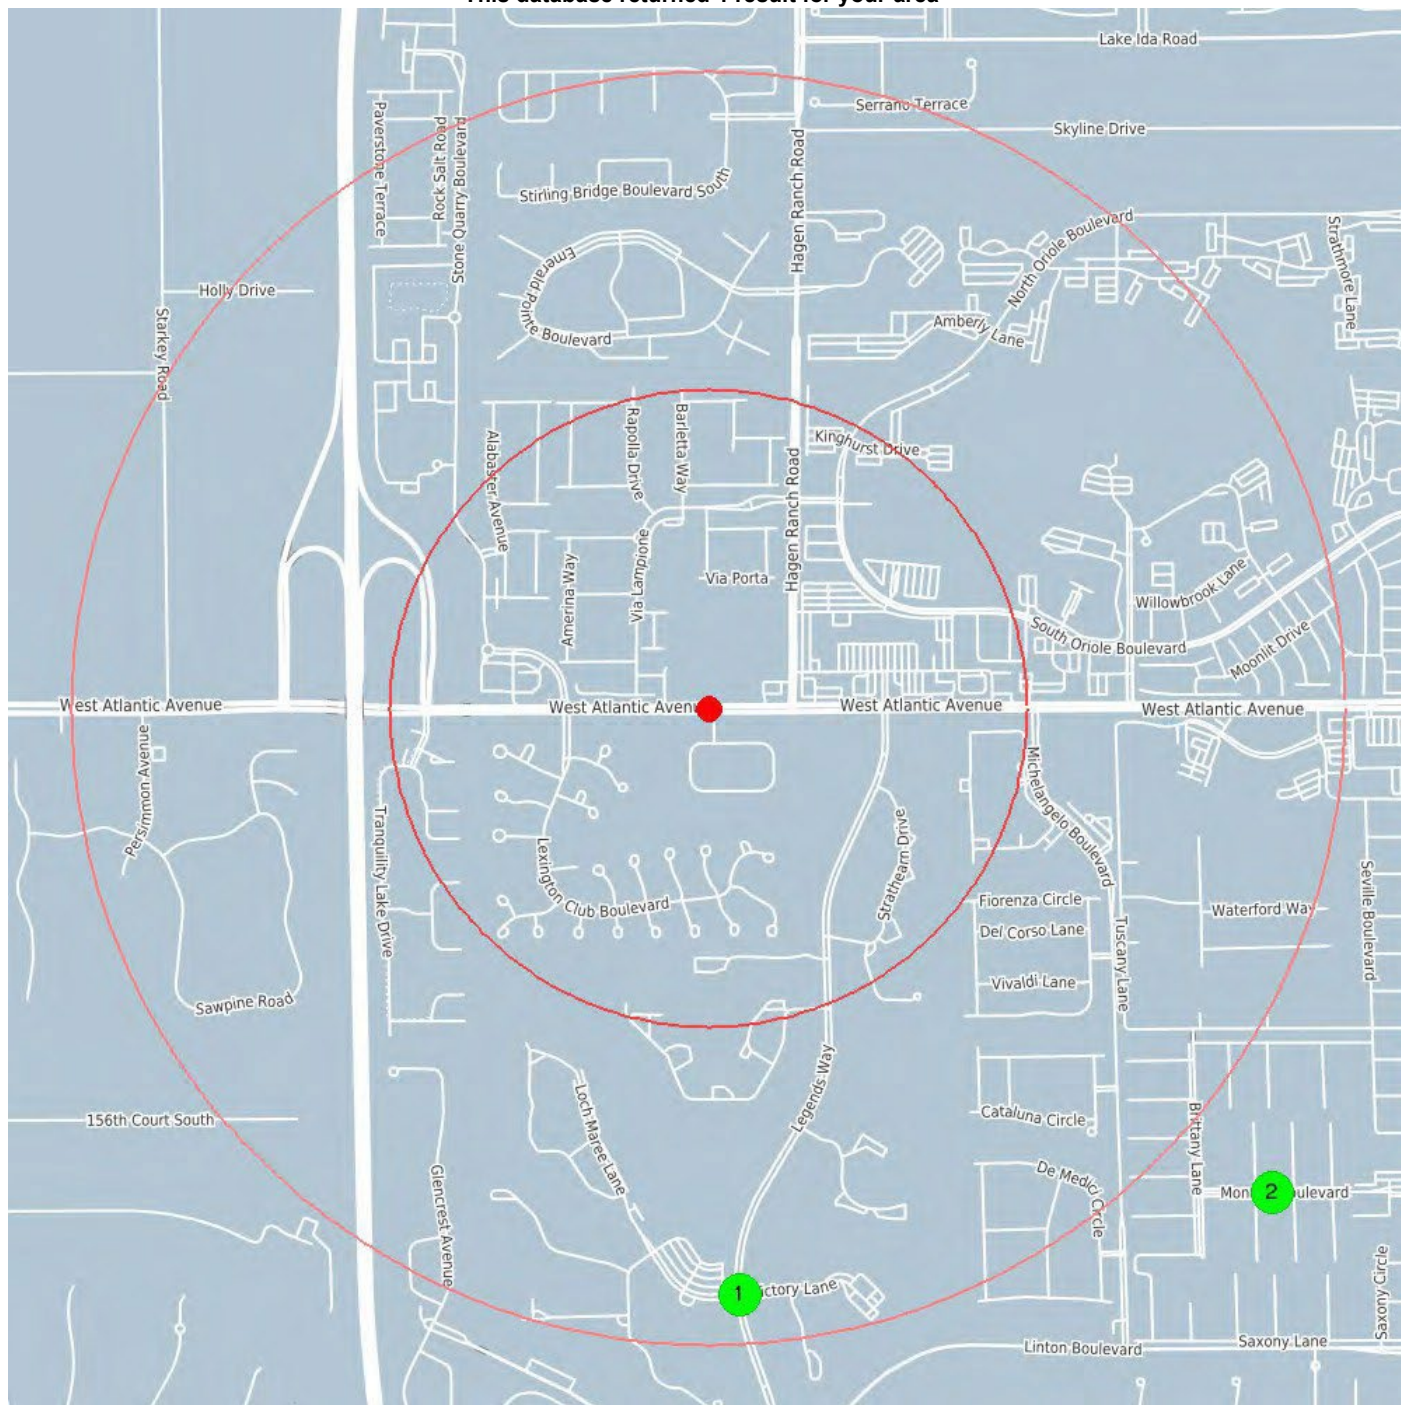 This database returned 1 result for your area
Lake Ida Road
Serrano Terrace
Skyline Drive
Paverstone Terrace
Rock Salt Road
Stone Quarry Boulevard
Hagen Ranch Road
Stirling Bridge Boulevard South
North Oriole Boulevard
Strathmore Lane
Emerald Pointe Boulevard
Holly Drive
Starkey Road
Amberly Lane
Alabaster Avenue
Rapolla Drive
Barletta Way
Kinghurst Drive
Hagen Ranch Road
Amerina Way
Via Lampione
Via Porta
Willowbrook Lane
South Oriole Boulevard
Moonlit Drive
West Atlantic Avenue
West Atlantic Avenu
West Atlantic Avenue
West Atlantic Avenue
Persimmon Avenue
Tranquility Lake Drive
Michelangelo Boulevard
Strathearn Drive
Lexington Club Boulevard
Seville Boulevard
Fiorenza Circle
Waterford Way
Del Corso Lane
Tuscany Lane
Vivaldi Lane
Sawpine Road
Loch Maree Lane
Legends Way
156th Court South
Cataluna Circle
Brittany Lane
De Medici Circle
Glencrest Avenue
Mon 2 ulevard
1 ictory Lane
Saxony Circle
Linton Boulevard
Saxony Lane